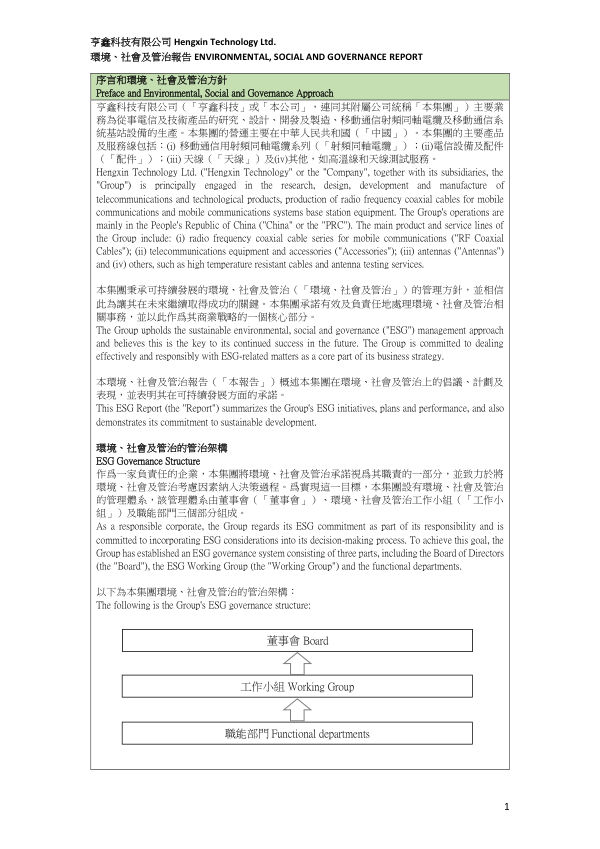 亨鑫科技有限公司 Hengxin Technology Ltd.
環境、社會及管治報告 ENVIRONMENTAL, SOCIAL AND GOVERNANCE REPORT
序言和環境、社會及管治方針
Preface and Environmental, Social and Governance Approach
亨鑫科技有限公司（「亨鑫科技」或「本公司」，連同其附屬公司統稱「本集團」）主要業
務為從事電信及技術產品的研究、設計、開發及製造、移動通信射頻同軸電纜及移動通信系
統基站設備的生產。本集團的營運主要在中華人民共和國（「中國」）。本集團的主要產品
及服務線包括：(i) 移動通信用射頻同軸電纜系列（「射頻同軸電纜」）；(ii)電信設備及配件
（「配件」）；(iii) 天線（「天線」）及(iv)其他，如高溫線和天線測試服務。
Hengxin Technology Ltd. ("Hengxin Technology" or the "Company", together with its subsidiaries, the
"Group") is principally engaged in the research, design, development and manufacture of
telecommunications and technological products, production of radio frequency coaxial cables for mobile
communications and mobile communications systems base station equipment. The Group's operations are
mainly in the People's Republic of China ("China" or the "PRC"). The main product and service lines of
the Group include: (i) radio frequency coaxial cable series for mobile communications ("RF Coaxial
Cables"); (ii) telecommunications equipment and accessories ("Accessories"); (iii) antennas ("Antennas")
and (iv) others, such as high temperature resistant cables and antenna testing services.
本集團秉承可持續發展的環境、社會及管治（「環境、社會及管治」）的管理方針，並相信
此為讓其在未來繼續取得成功的關鍵。本集團承諾有效及負責任地處理環境、社會及管治相
關事務，並以此作爲其商業戰略的一個核心部分。
The Group upholds the sustainable environmental, social and governance ("ESG") management approach
and believes this is the key to its continued success in the future. The Group is committed to dealing
effectively and responsibly with ESG-related matters as a core part of its business strategy.
本環境、社會及管治報告（「本報告」）概述本集團在環境、社會及管治上的倡議、計劃及
表現，並表明其在可持續發展方面的承諾。
This ESG Report (the "Report") summarizes the Group's ESG initiatives, plans and performance, and also
demonstrates its commitment to sustainable development.
環境、社會及管治的管治架構
ESG Governance Structure
作爲一家負責任的企業，本集團將環境、社會及管治承諾視爲其職責的一部分，並致力於將
環境、社會及管治考慮因素納入決策過程。爲實現這一目標，本集團設有環境、社會及管治
的管理體系，該管理體系由董事會（「董事會」）、環境、社會及管治工作小組（「工作小
組」）及職能部門三個部分組成。
As a responsible corporate, the Group regards its ESG commitment as part of its responsibility and is
committed to incorporating ESG considerations into its decision-making process. To achieve this goal, the
Group has established an ESG governance system consisting of three parts, including the Board of Directors
(the "Board"), the ESG Working Group (the "Working Group") and the functional departments.
以下為本集團環境、社會及管治的管治架構：
The following is the Group's ESG governance structure:
董事會 Board
工作小組 Working Group
職能部門 Functional departments
1